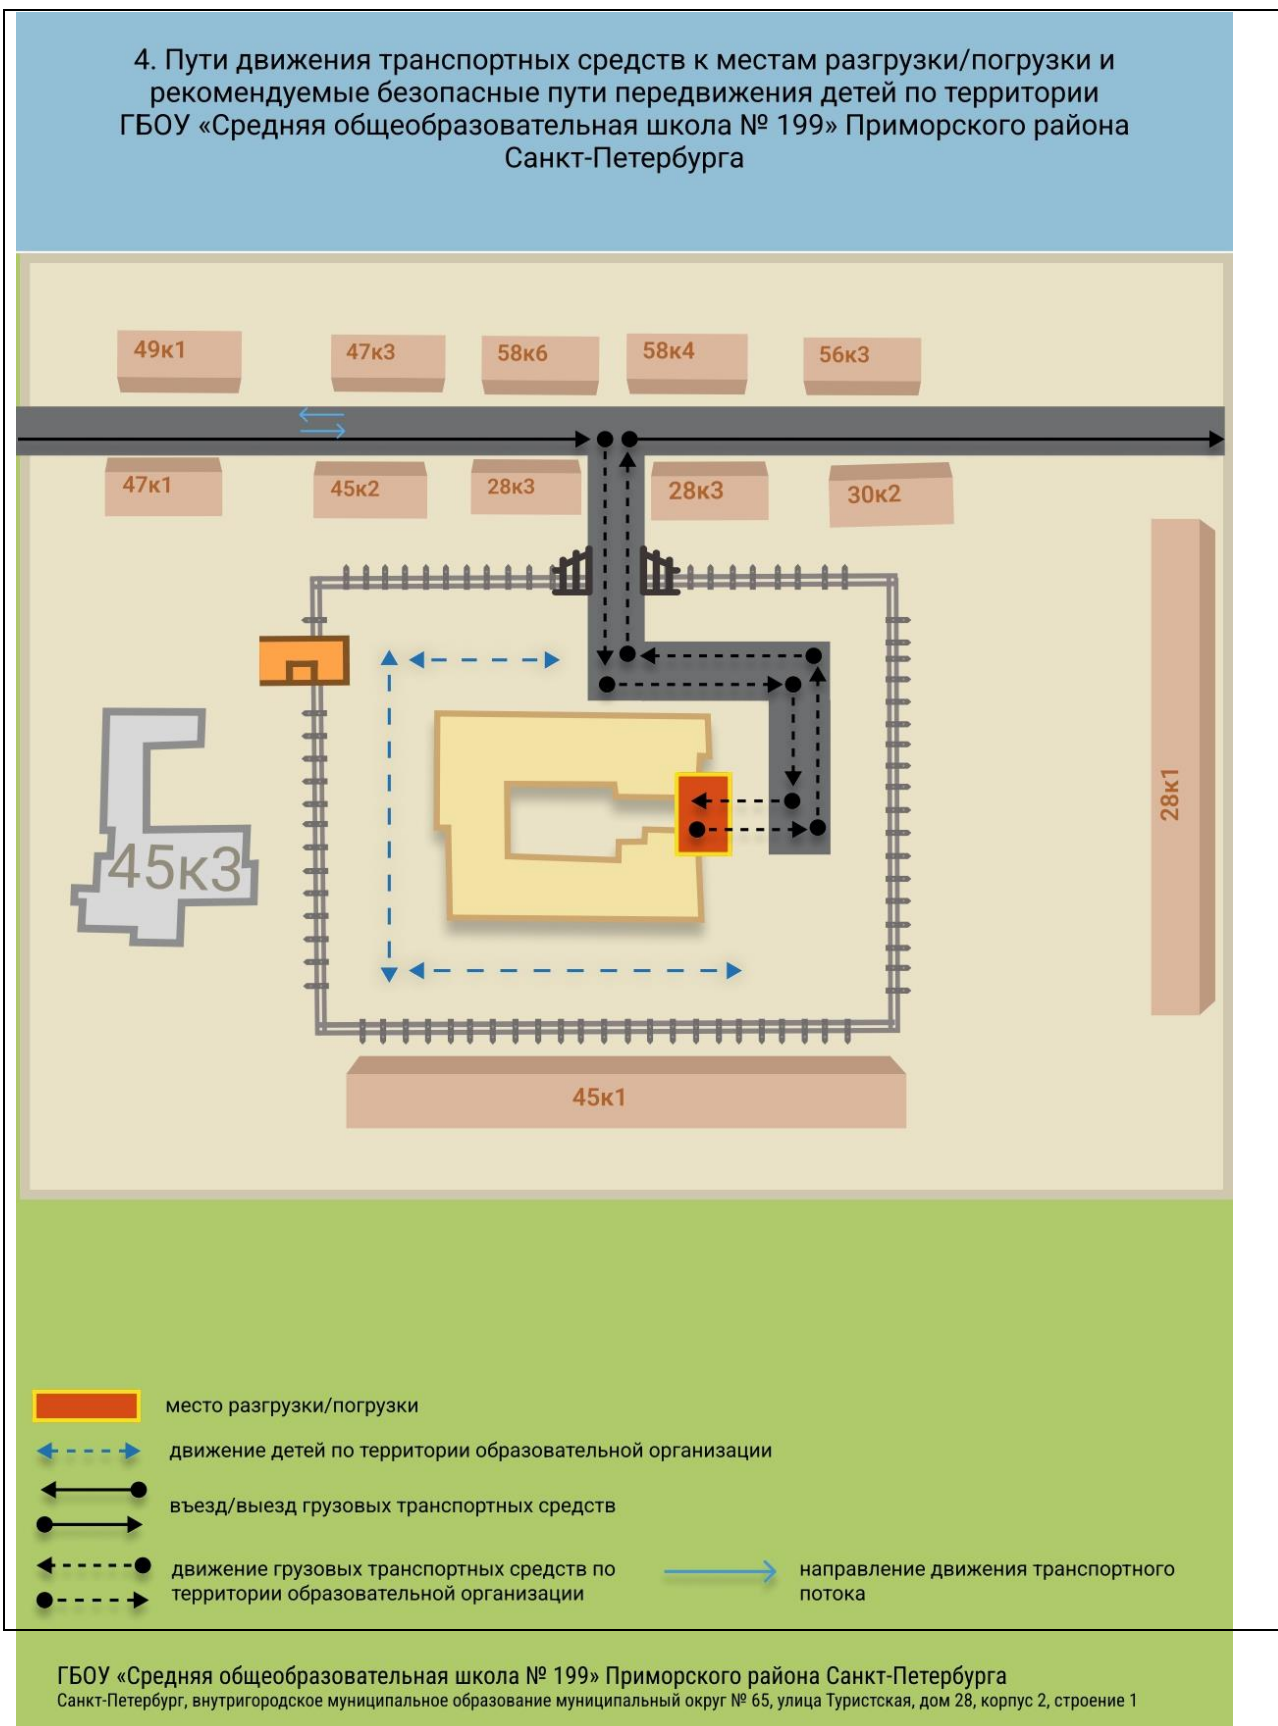 4. Пути движения транспортных средств к местам разгрузки/погрузки и
рекомендуемые безопасные пути передвижения детей по территории
ГБОУ «Средняя общеобразовательная школа № 199» Приморского района
Санкт-Петербурга
49к1
47к3
58к6
58к4
56к3
47к1
45к2
28к3
28к3
30к2
28к1
45к3
45к1
место разгрузки/погрузки
движение детей по территории образовательной организации
въезд/выезд грузовых транспортных средств
движение грузовых транспортных средств по
территории образовательной организации
направление движения транспортного
потока
ГБОУ «Средняя общеобразовательная школа № 199» Приморского района Санкт-Петербурга
Санкт-Петербург, внутригородское муниципальное образование муниципальный округ № 65, улица Туристская, дом 28, корпус 2, строение 1